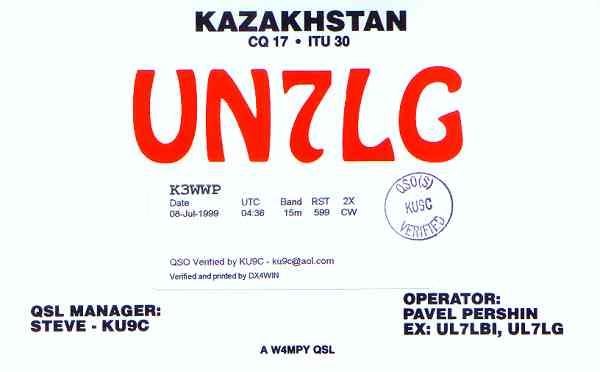 KAZAKHSTAN
CQ 17 • ITU 30
UN7LG
K3WWP
Date UTC Band RST 2X
08-Jul-1999 04:36 15m 599 CW
QSO(S)
KU9C
VERIFIED
QSO Verified by KU9C - ku9c@aol.com
Verified and printed by DX4WIN
QSL MANAGER:
STEVE - KU9C
OPERATOR:
PAVEL PERSHIN
EX: UL7LBI, UL7LG
A W4MPY QSL